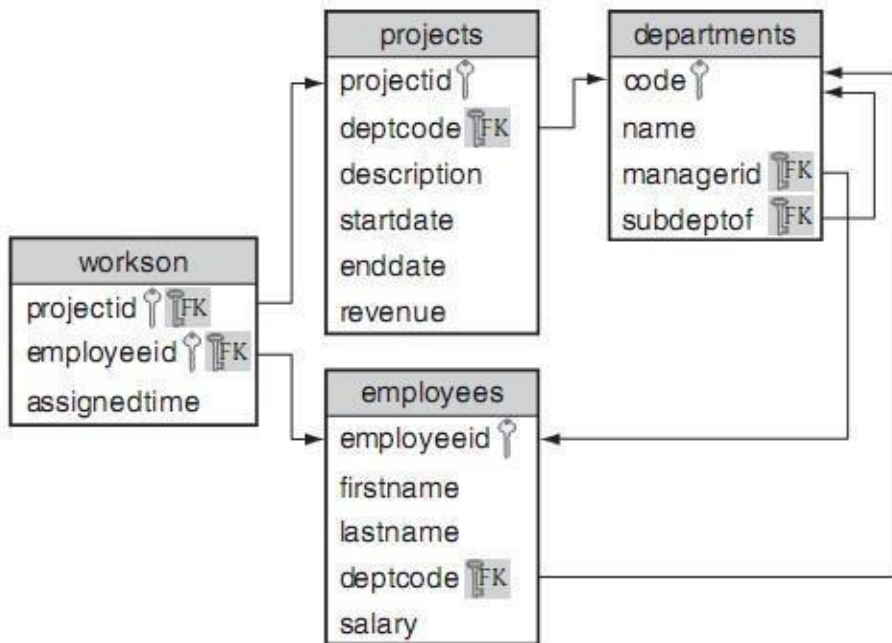 projects
projectid
deptcode FK
description
startdate
enddate
revenue
departments
code
name
managerid FK
subdeptof FK
workson
projectid FK
employeeid FK
assignedtime
employees
employeeid
firstname
lastname
deptcode FK
salary